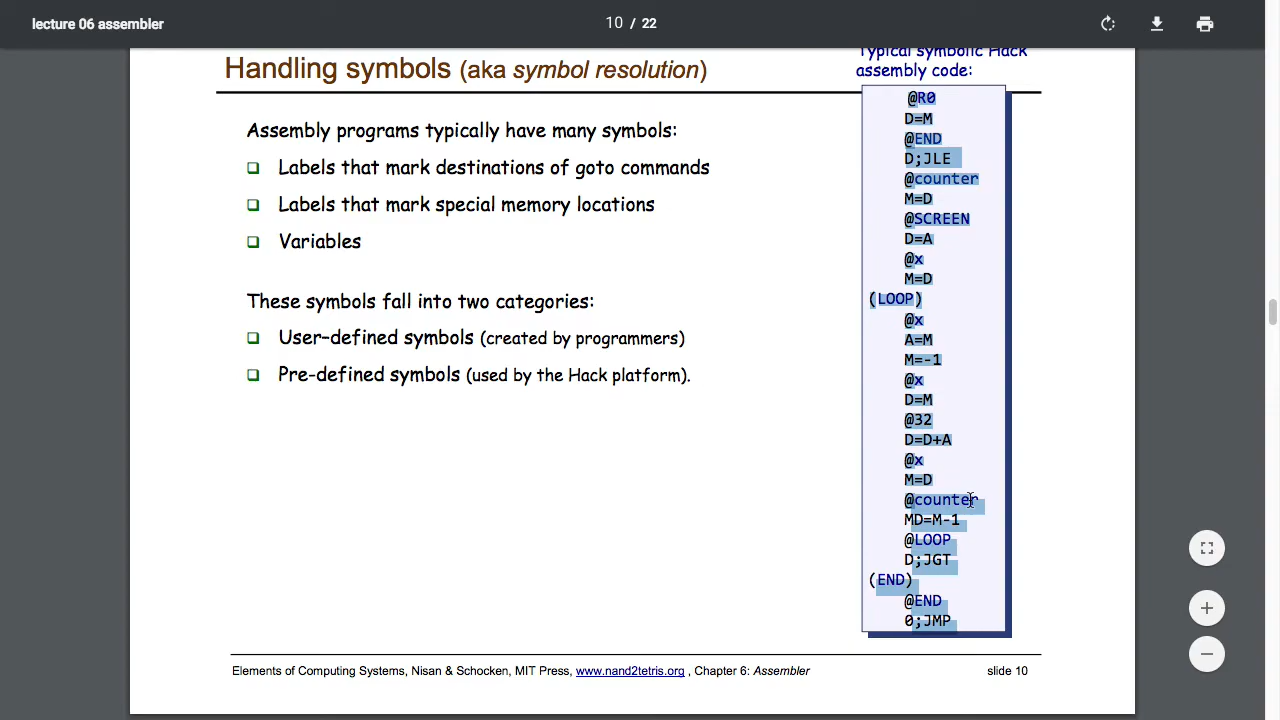 lecture 06 assembler
10 / 22
Handling symbols (aka symbol resolution)
Typical symbolic Hack
assembly code:
Assembly programs typically have many symbols:
Labels that mark destinations of goto commands
Labels that mark special memory locations
Variables
These symbols fall into two categories:
User–defined symbols (created by programmers)
Pre-defined symbols (used by the Hack platform).
@R0
D=M
@END
D;JLE
@counter
M=D
@SCREEN
D=A
@x
M=D
(LOOP)
@x
A=M
M=-1
@x
D=M
@32
D=D+A
@x
M=D
@counter
MD=M-1
@LOOP
D;JGT
(END)
@END
0;JMP
Elements of Computing Systems, Nisan & Schocken, MIT Press, www.nand2tetris.org , Chapter 6: Assembler
slide 10